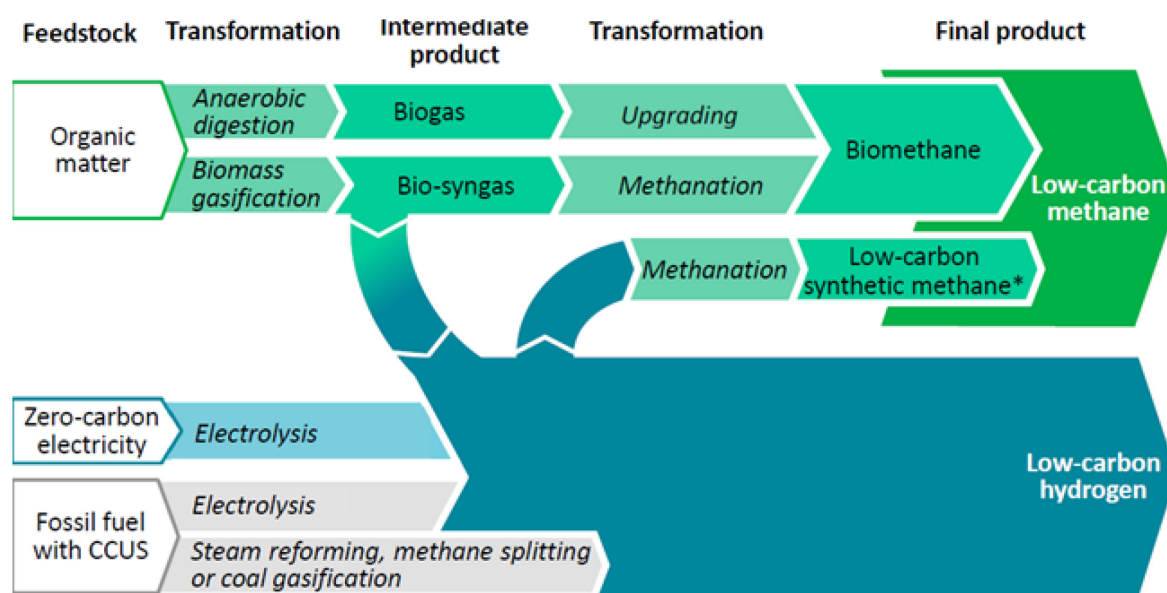 Feedstock
Transformation
Intermediate
product
Transformation
Final product
Organic
matter
Anaerobic
digestion
Biogas
Upgrading
Biomethane
Biomass
gasification
Bio-syngas
Methanation
Low-carbon
methane
Methanation
Low-carbon
synthetic methane*
Zero-carbon
electricity
Electrolysis
Low-carbon
hydrogen
Fossil fuel
with CCUS
Electrolysis
Steam reforming, methane splitting
or coal gasification